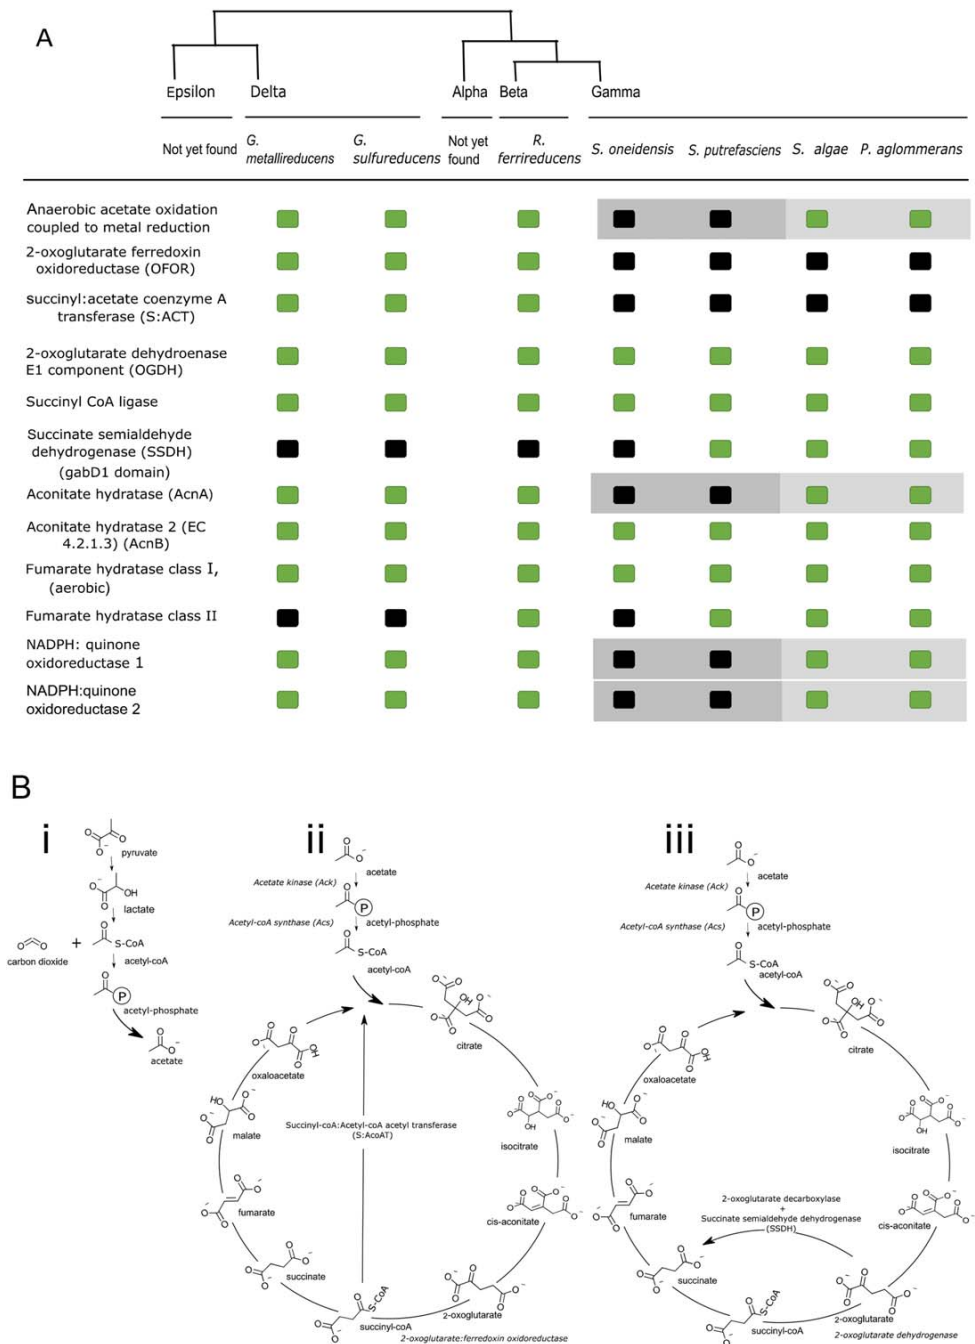 A
Epsilon Delta Alpha Beta Gamma
Not yet found
G. metallireducens
G. sulfureducens
Not yet found
R. ferrireducens
S. oneidensis
S. putrefasciens
S. algae
P. aglommerans
Anaerobic acetate oxidation
coupled to metal reduction
2-oxoglutarate ferredoxin
oxidoreductase (OFOR)
succinyl:acetate coenzyme A
transferase (S:ACT)
2-oxoglutarate dehydroenase
E1 component (OGDH)
Succinyl CoA ligase
Succinate semialdehyde
dehydrogenase (SSDH)
(gabD1 domain)
Aconitate hydratase (AcnA)
Aconitate hydratase 2 (EC
4.2.1.3) (AcnB)
Fumarate hydratase class I,
(aerobic)
Fumarate hydratase class II
NADPH: quinone
oxidoreductase 1
NADPH:quinone
oxidoreductase 2
B
i
pyruvate
lactate
carbon dioxide
+
S-CoA
acetyl-coA
P
acetyl-phosphate
acetate
ii
acetate
Acetate kinase (Ack)
P
Acetyl-coA synthase (Acs)
acetyl-phosphate
S-CoA
acetyl-coA
citrate
oxaloacetate
malate
Succinyl-coA:Acetyl-coA acetyl transferase
(S:AcoAT)
isocitrate
fumarate
cis-aconitate
succinate
S-CoA
succinyl-coA
2-oxoglutarate
2-oxoglutarate:ferredoxin oxidoreductase
iii
acetate
Acetate kinase (Ack)
P
Acetyl-coA synthase (Acs)
acetyl-phosphate
S-CoA
acetyl-coA
citrate
oxaloacetate
malate
isocitrate
2-oxoglutarate decarboxylase
+
Succinate semialdehyde dehydrogenase
(SSDH)
fumarate
cis-aconitate
succinate
S-CoA
succinyl-coA
2-oxoglutarate
2-oxoglutarate dehydrogenase